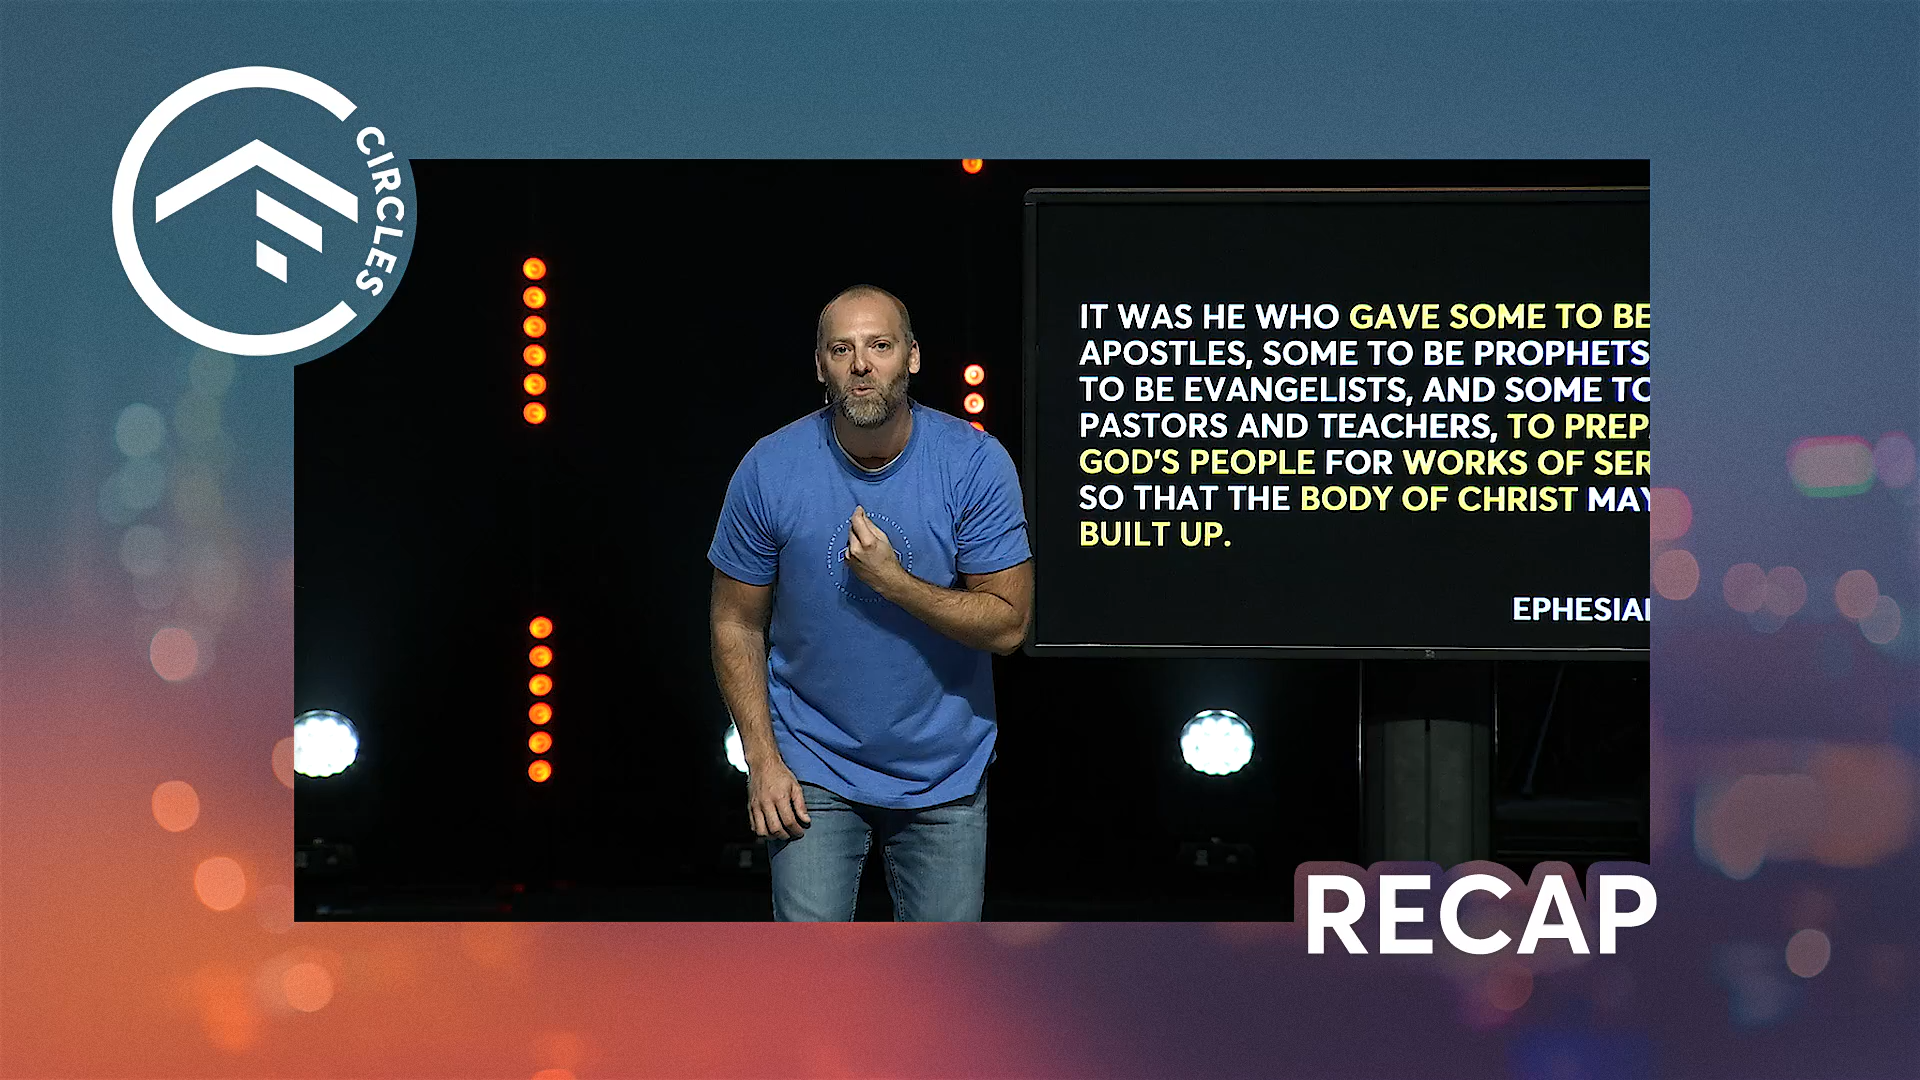 CIRCLES
IT WAS HE WHO GAVE SOME TO BE
APOSTLES, SOME TO BE PROPHETS
TO BE EVANGELISTS, AND SOME TO
PASTORS AND TEACHERS, TO PREP
GOD'S PEOPLE FOR WORKS OF SER
SO THAT THE BODY OF CHRIST MAY
BUILT UP.
EPHESIA
RECAP